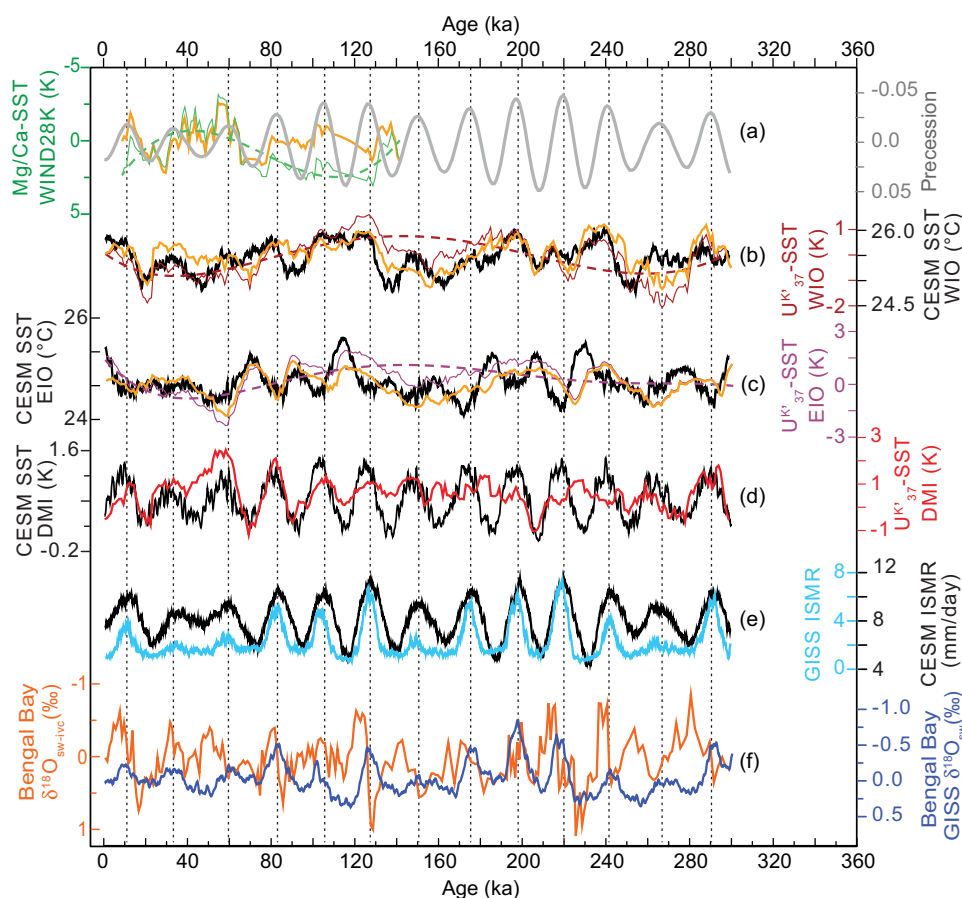 Age (ka)
0 40 80 120 160 200 240 280 320 360
-5
0
5
Mg/Ca-SST
WIND28K (K)
-0.05
0.0
0.05
Precession
(a)
(b)
1
-2
U^K'_37-SST
WIO (K)
26.0
24.5
CESM SST
WIO (°C)
26
24
CESM SST
EIO (°C)
(c)
3
0
-3
U^K'_37-SST
EIO (K)
1.6
-0.2
CESM SST
DMI (K)
(d)
3
1
-1
U^K'_37-SST
DMI (K)
(e)
8
4
0
GISS ISMR
12
8
4
CESM ISMR
(mm/day)
-1
0
1
Bengal Bay
δ18O_sw-ivc (‰)
(f)
-1.0
-0.5
0.0
0.5
Bengal Bay
GISS δ18O_sw (‰)
0 40 80 120 160 200 240 280 320 360
Age (ka)